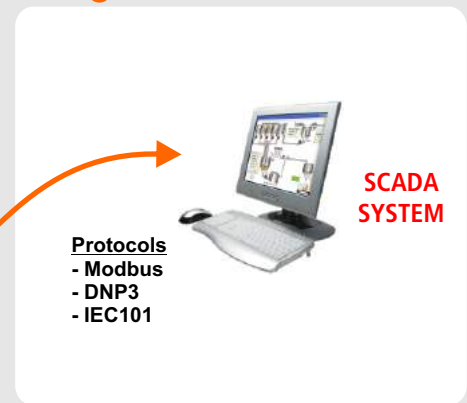 SCADA
SYSTEM
Protocols
- Modbus
- DNP3
- IEC101